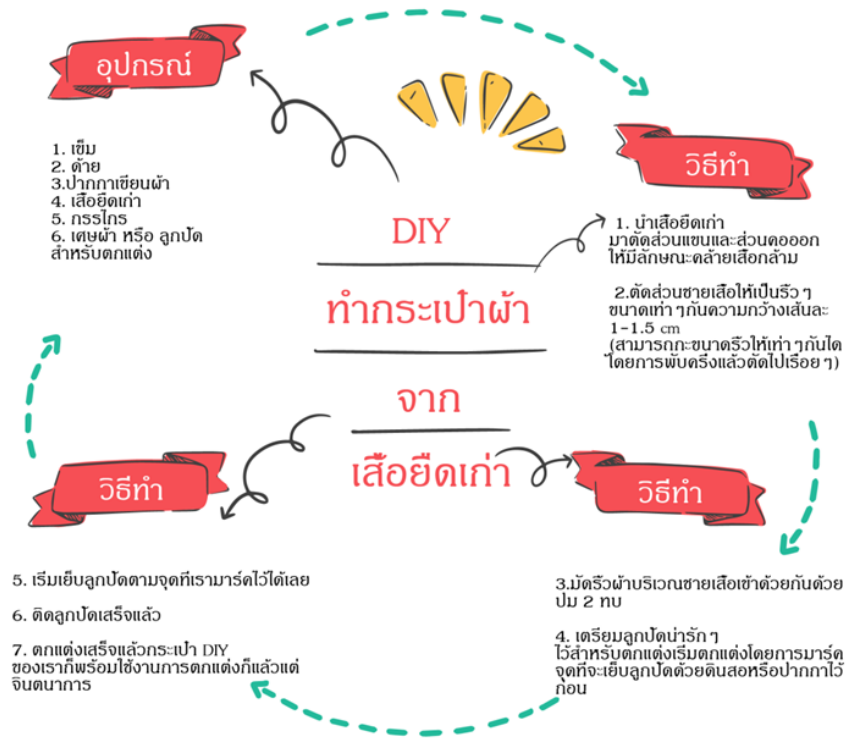 อุปกรณ์
1. เข็ม
2. ด้าย
3.ปากกาเขียนผ้า
4. เสื้อยืดเก่า
5. กรรไกร
6. เศษผ้า หรือ ลูกปัด
สำหรับตกแต่ง
DIY
ทำกระเป๋าผ้า
จาก
เสื้อยืดเก่า
วิธีทำ
1. นำเสื้อยืดเก่า
มาตัดส่วนแขนและส่วนคอออก
ให้มีลักษณะคล้ายเสื้อกล้าม
2.ตัดส่วนชายเสื้อให้เป็นริ้ว ๆ
ขนาดเท่า ๆกันความกว้างเส้นละ
1-1.5 cm
(สามารถกะขนาดริ้วให้เท่า ๆกันได้
โดยการพับครึ่งแล้วตัดไปเรื่อย ๆ)
วิธีทำ
3.มัดริ้วผ้าบริเวณชายเสื้อเข้าด้วยกันด้วย
ปม 2 ทบ
4. เตรียมลูกปัดน่ารัก ๆ
ไว้สำหรับตกแต่งเริ่มตกแต่งโดยการมาร์ค
จุดที่จะเย็บลูกปัดด้วยดินสอหรือปากกาไว้
ก่อน
วิธีทำ
5. เริ่มเย็บลูกปัดตามจุดที่เรามาร์คไว้ได้เลย
6. ติดลูกปัดเสร็จแล้ว
7. ตกแต่งเสร็จแล้วกระเป๋า DIY
ของเราก็พร้อมใช้งานการตกแต่งก็แล้วแต่
จินตนาการ